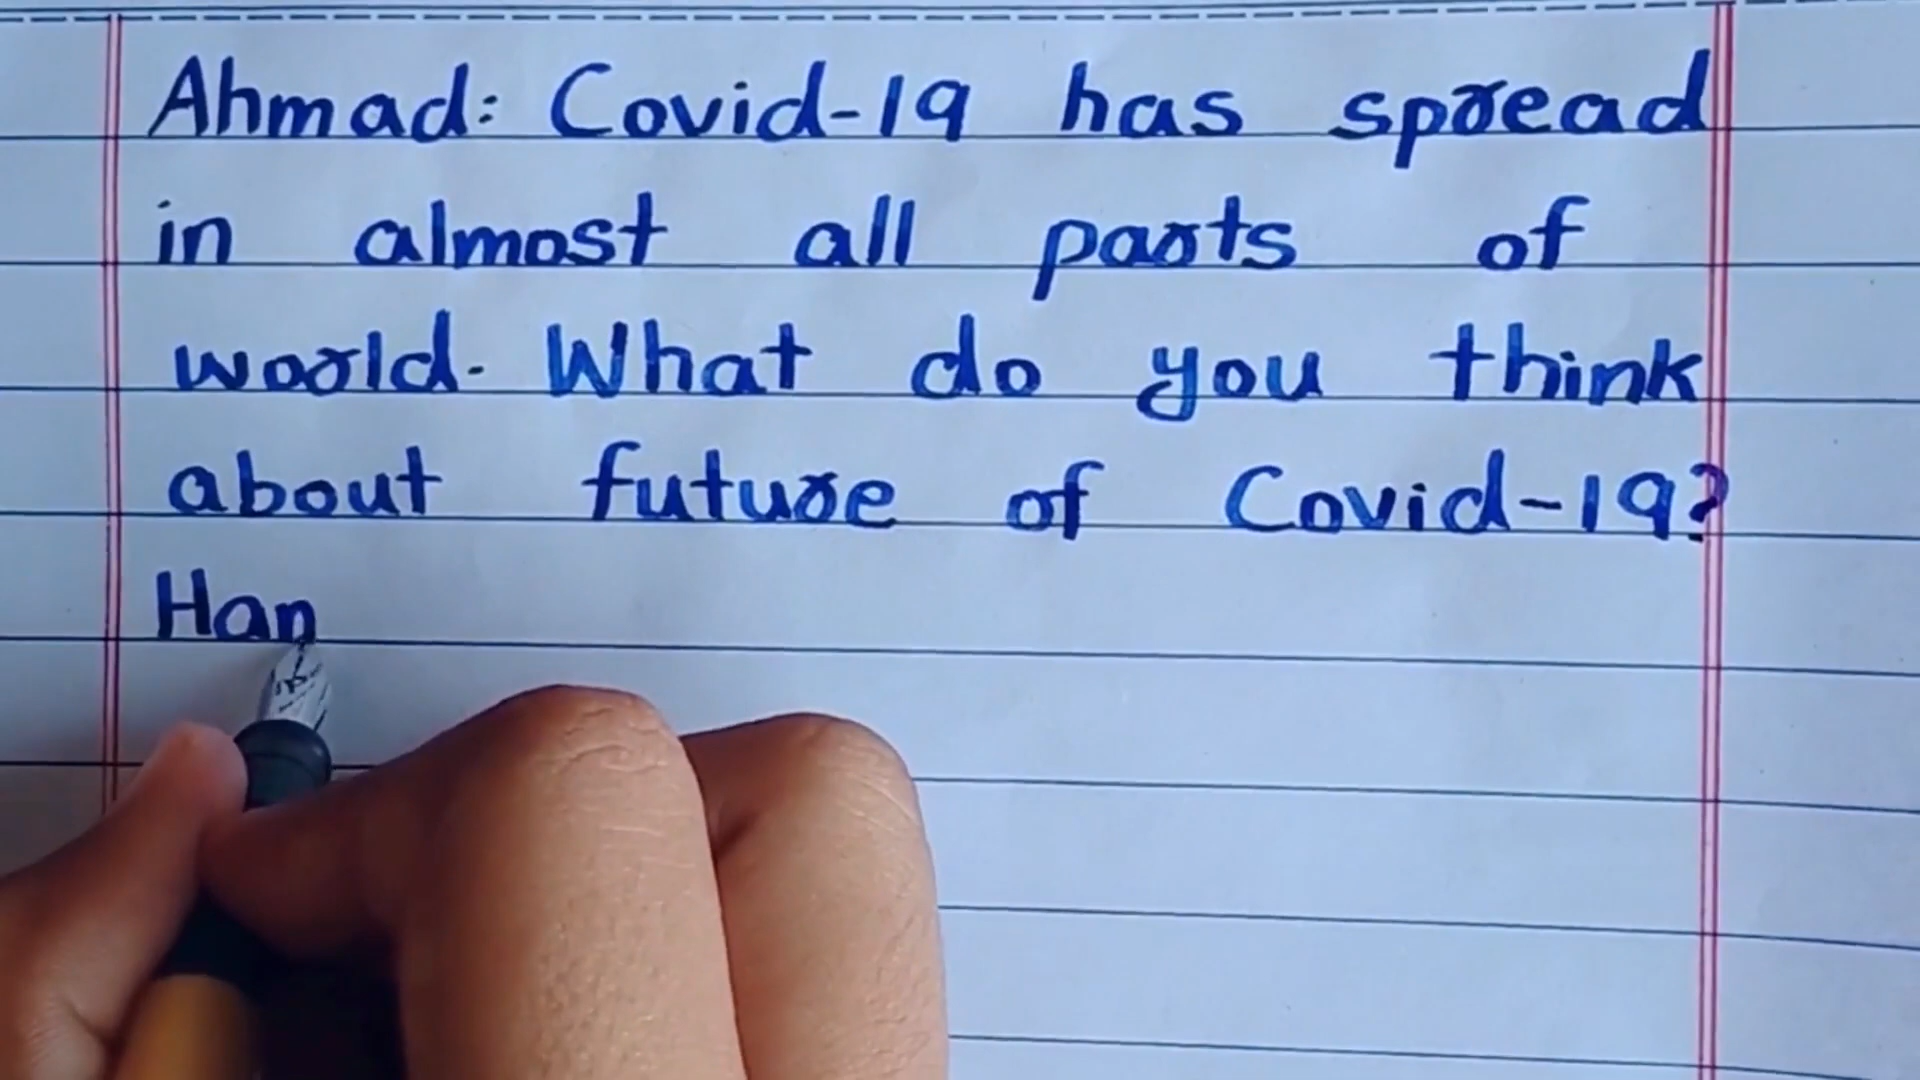 Ahmad: Covid-19 has spread
in almost all parts of
world. What do you think
about future of Covid-19?
Han